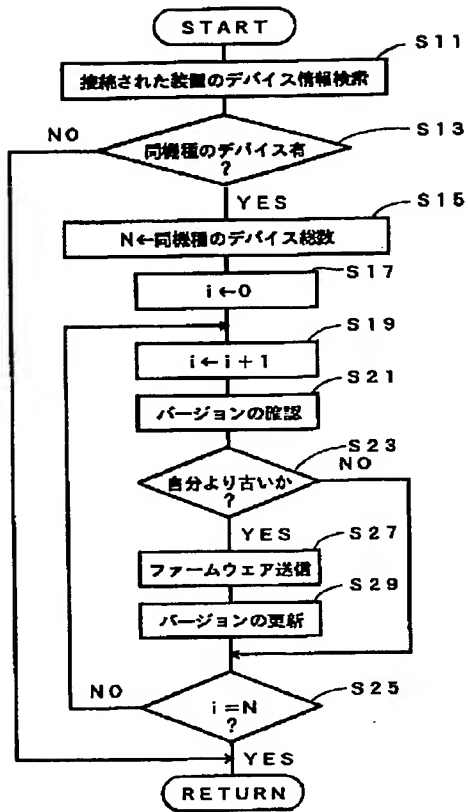 START
S11
接続された装置のデバイス情報検索
NO
S13
同機種のデバイス有
?
YES
S15
N←同機種のデバイス総数
S17
i←0
S19
i←i+1
S21
バージョンの確認
S23
自分より古いか
?
NO
YES
S27
ファームウェア送信
S29
バージョンの更新
NO
S25
i=N
?
YES
RETURN